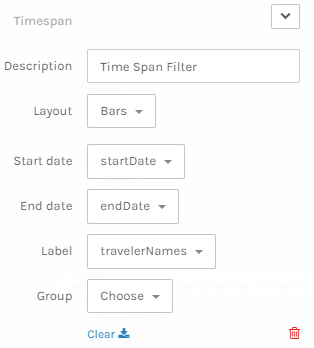 Timespan
Description Time Span Filter
Layout Bars
Start date startDate
End date endDate
Label travelerNames
Group Choose
Clear